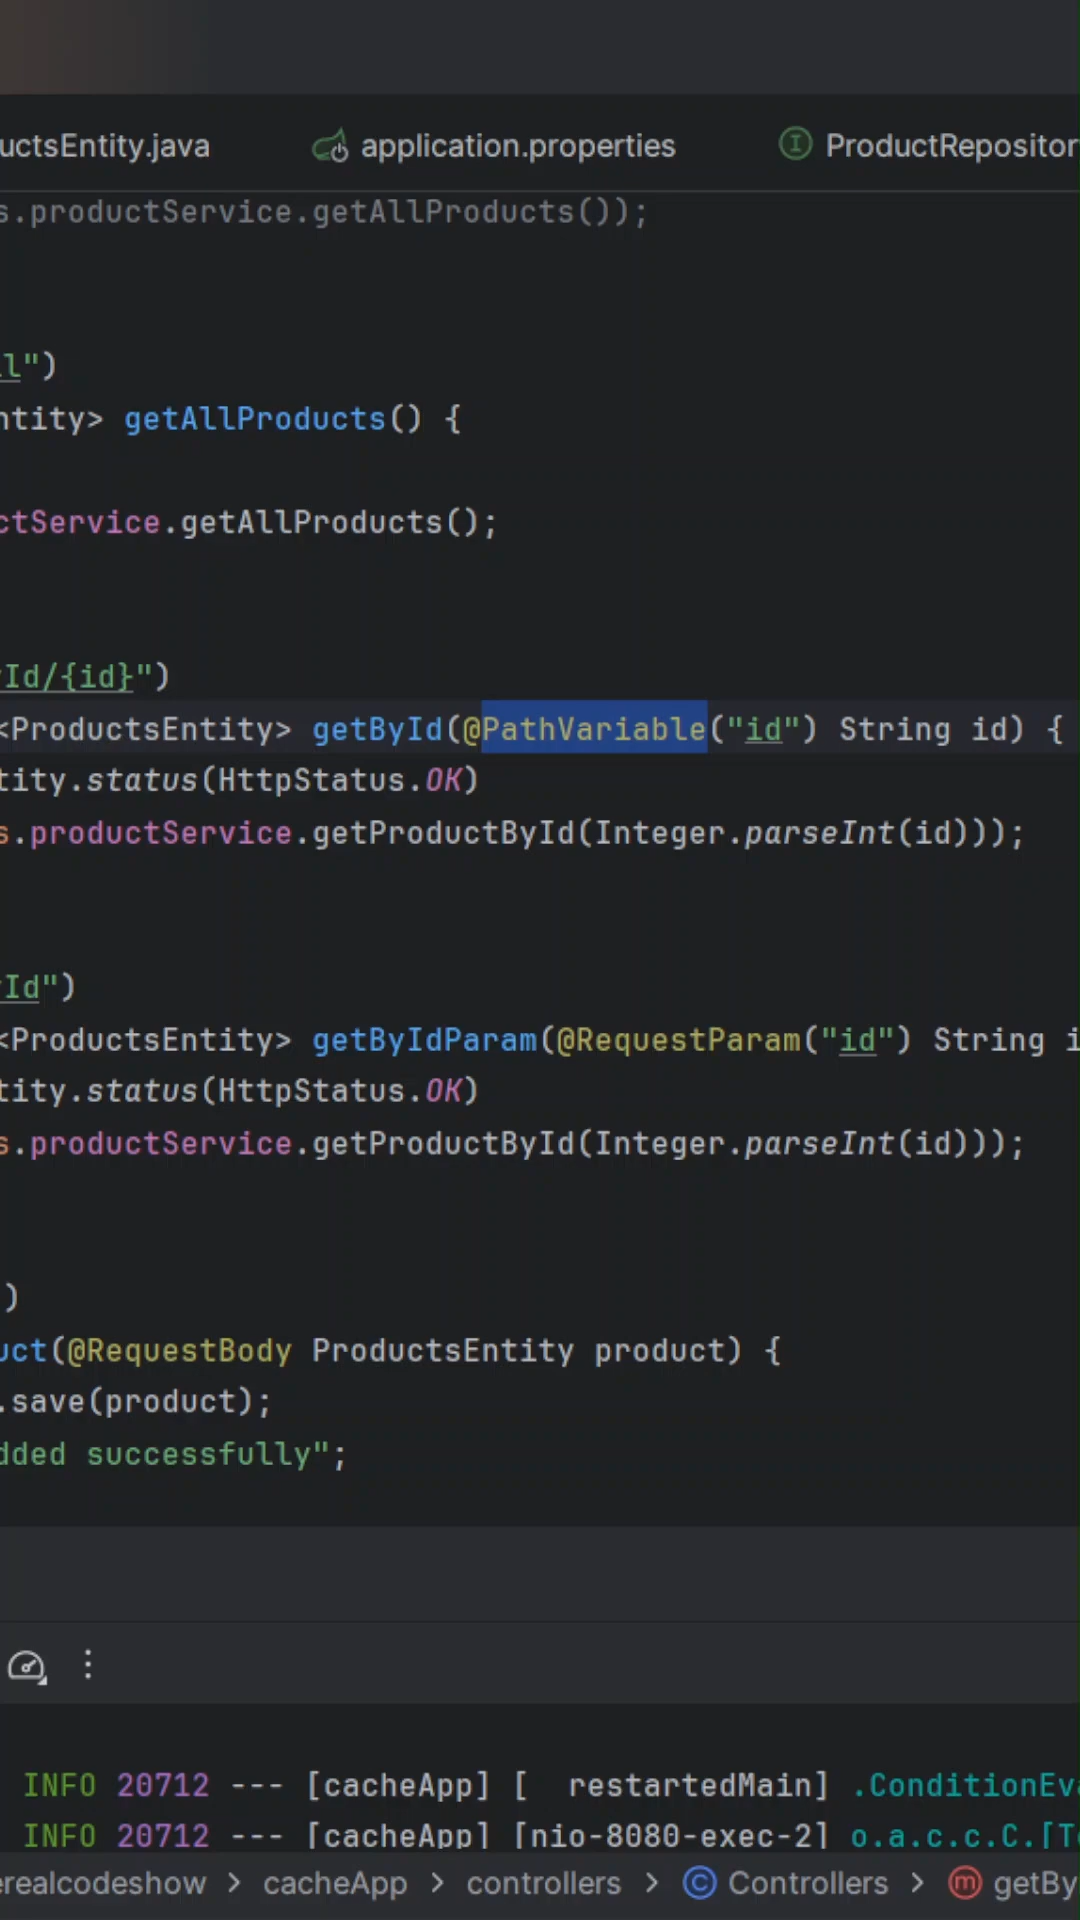 uctsEntity.java application.properties ProductRepositor
s.productService.getAllProducts());
l")
ntity> getAllProducts() {
ctService.getAllProducts();
Id/{id}")
<ProductsEntity> getById(@PathVariable("id") String id) {
tity.status(HttpStatus.OK)
s.productService.getProductById(Integer.parseInt(id)));
Id")
<ProductsEntity> getByIdParam(@RequestParam("id") String i
tity.status(HttpStatus.OK)
s.productService.getProductById(Integer.parseInt(id)));
)
uct(@RequestBody ProductsEntity product) {
.save(product);
dded successfully";
INFO 20712 --- [cacheApp] [  restartedMain] .ConditionEva
INFO 20712 --- [cacheApp] [nio-8080-exec-2] o.a.c.c.C.[To
erealcodeshow > cacheApp > controllers > C Controllers > m getBy